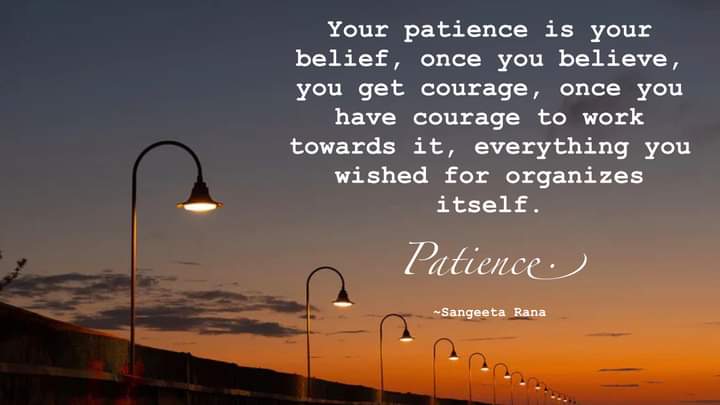 Your patience is your
belief, once you believe,
you get courage, once you
have courage to work
towards it, everything you
wished for organizes
itself.
Patience.
~Sangeeta Rana